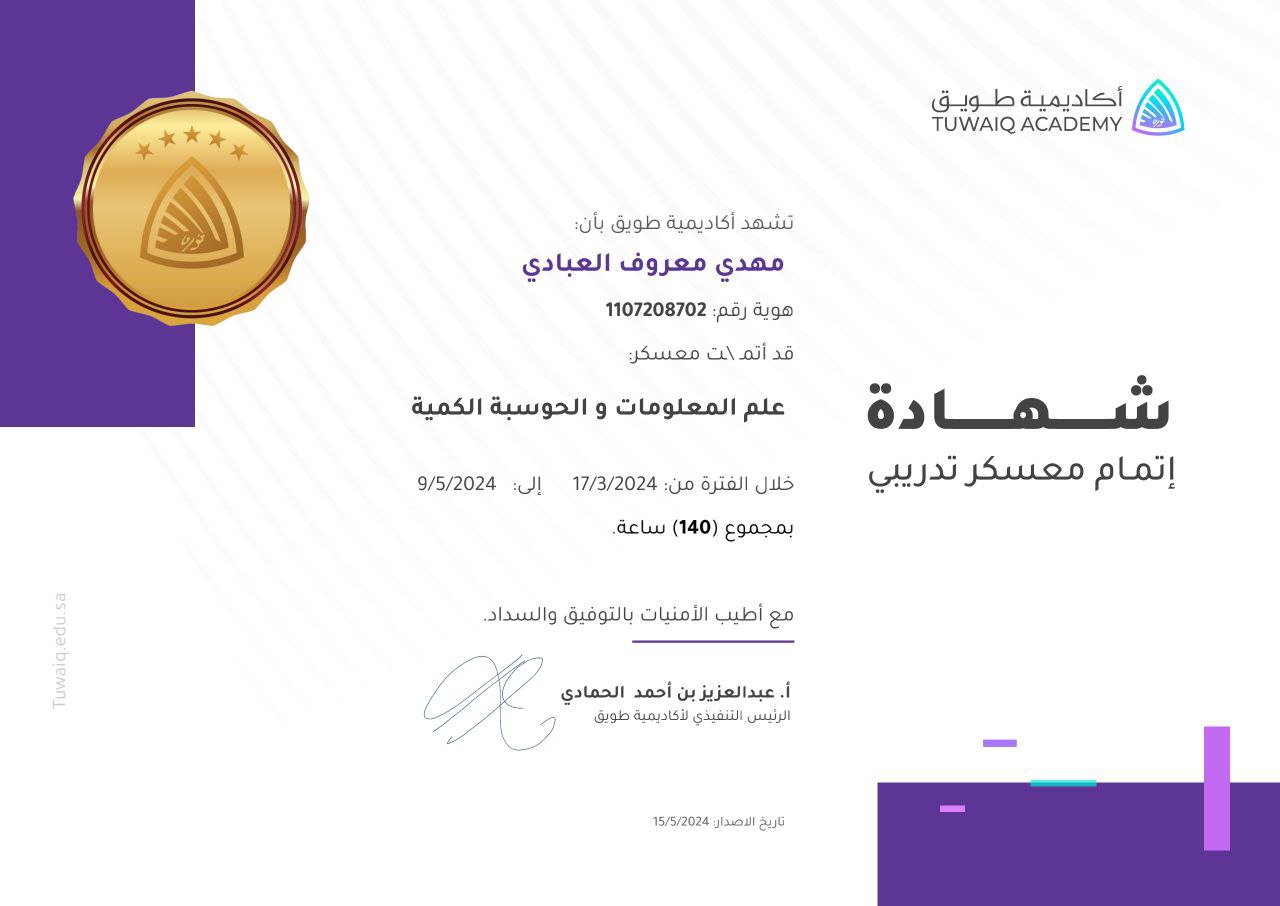 أكاديمية طويق
TUWAIQ ACADEMY
شهادة
إتمام معسكر تدريبي
تشهد أكاديمية طويق بأن:
مهدي معروف العبادي
هوية رقم: 1107208702
قد أتمـ \ـت معسكر:
علم المعلومات و الحوسبة الكمية
خلال الفترة من: 17/3/2024 إلى: 9/5/2024
بمجموع (140) ساعة.
مع أطيب الأمنيات بالتوفيق والسداد.
أ. عبدالعزيز بن أحمد الحمادي
الرئيس التنفيذي لأكاديمية طويق
تاريخ الاصدار: 15/5/2024
Tuwaiq.edu.sa